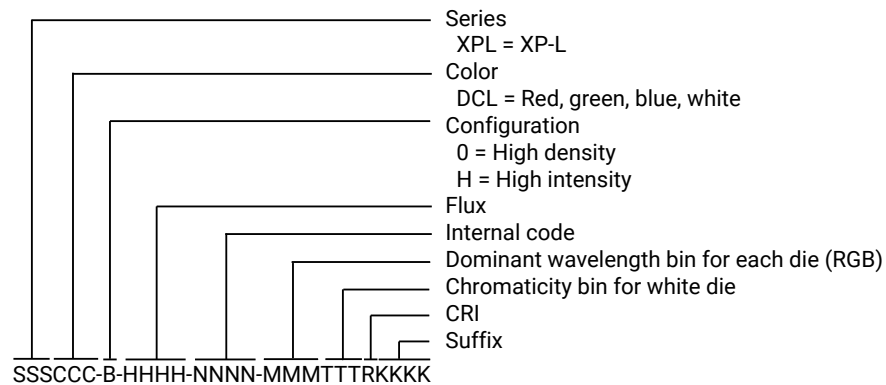 Series
XPL = XP-L
Color
DCL = Red, green, blue, white
Configuration
0 = High density
H = High intensity
Flux
Internal code
Dominant wavelength bin for each die (RGB)
Chromaticity bin for white die
CRI
Suffix
SSSCCC-B-HHHH-NNNN-MMMTTTRKKKK